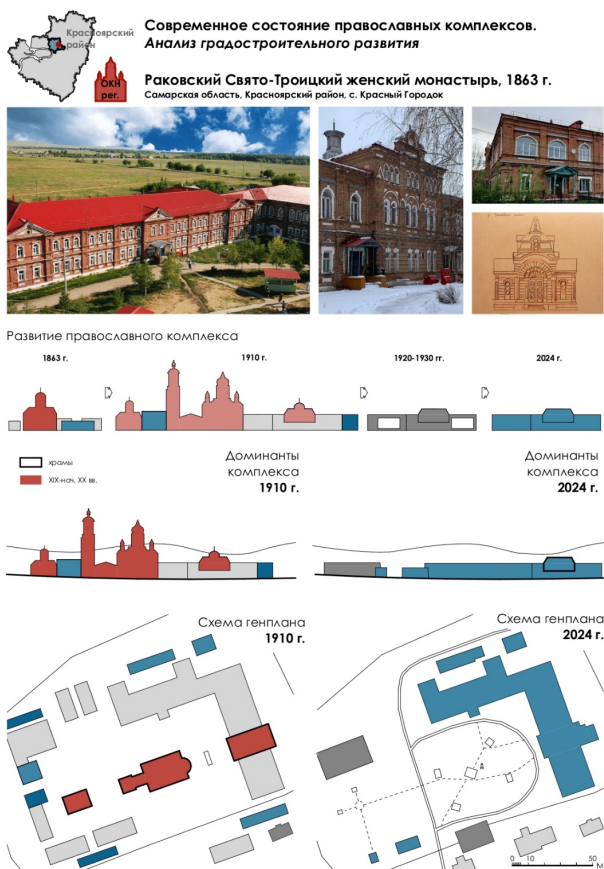 Красноярский
район
ОКН
рег.
Современное состояние православных комплексов.
Анализ градостроительного развития
Раковский Свято-Троицкий женский монастырь, 1863 г.
Самарская область, Красноярский район, с. Красный Городок
Развитие православного комплекса
1863 г.
1910 г.
1920-1930 гг.
2024 г.
храмы
XIX-нач. XX вв.
Доминанты
комплекса
1910 г.
Доминанты
комплекса
2024 г.
Схема генплана
1910 г.
Схема генплана
2024 г.
0 10 50
М